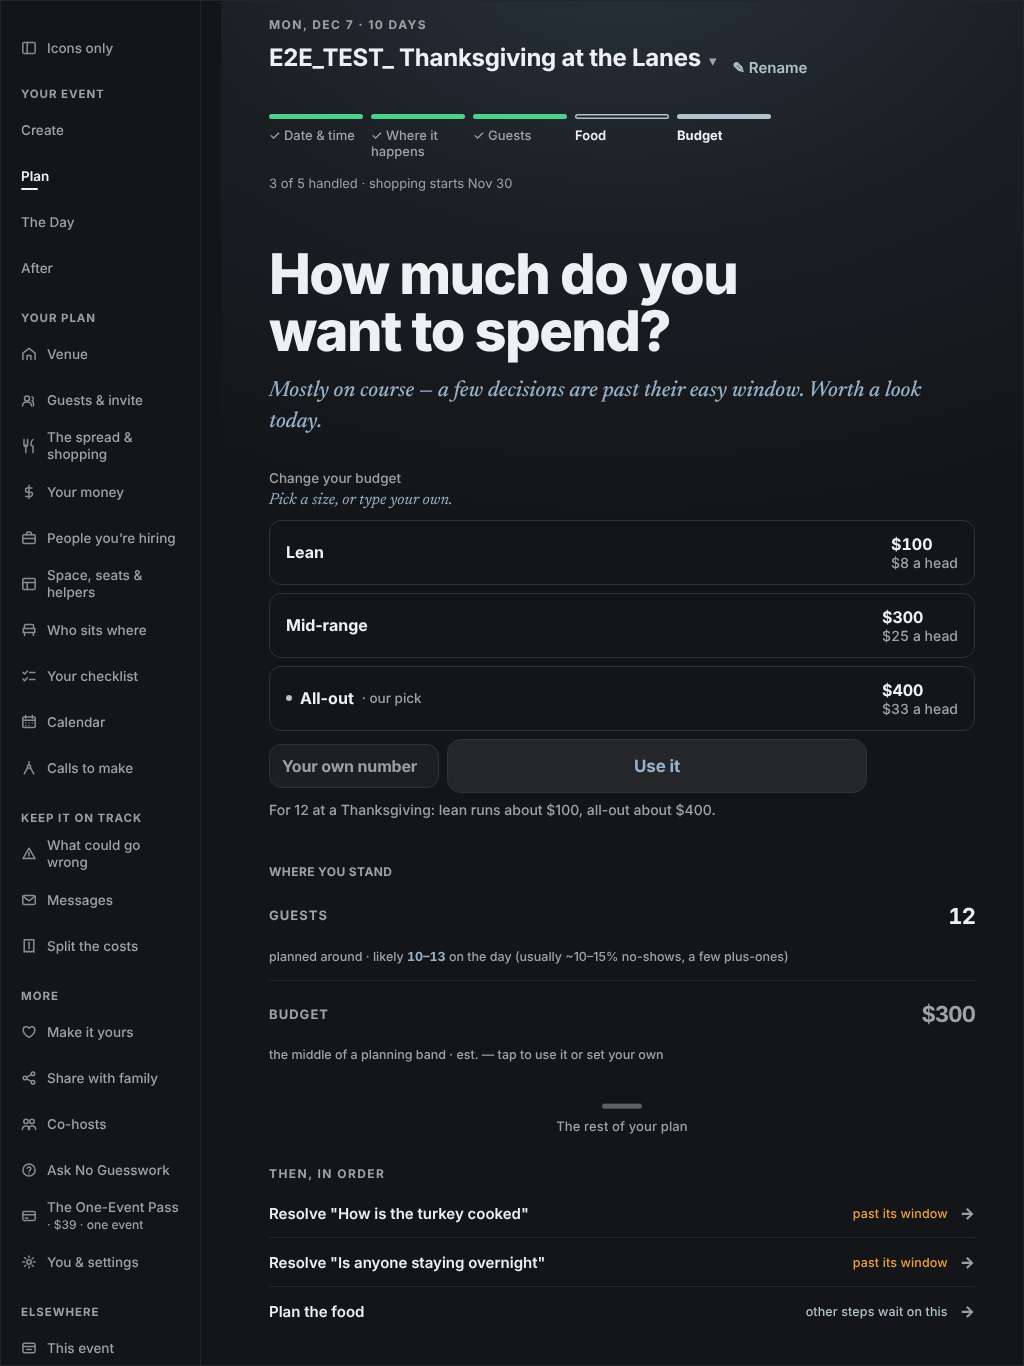 Icons only
YOUR EVENT
Create
Plan
The Day
After
YOUR PLAN
Venue
Guests & invite
The spread &
shopping
Your money
People you're hiring
Space, seats &
helpers
Who sits where
Your checklist
Calendar
Calls to make
KEEP IT ON TRACK
What could go
wrong
Messages
Split the costs
MORE
Make it yours
Share with family
Co-hosts
Ask No Guesswork
The One-Event Pass
· $39 · one event
You & settings
ELSEWHERE
This event
MON, DEC 7 · 10 DAYS
E2E_TEST_ Thanksgiving at the Lanes ▾ ✎ Rename
✓ Date & time
✓ Where it
happens
✓ Guests
Food
Budget
3 of 5 handled · shopping starts Nov 30
How much do you
want to spend?
Mostly on course — a few decisions are past their easy window. Worth a look
today.
Change your budget
Pick a size, or type your own.
Lean
$100
$8 a head
Mid-range
$300
$25 a head
All-out · our pick
$400
$33 a head
Your own number
Use it
For 12 at a Thanksgiving: lean runs about $100, all-out about $400.
WHERE YOU STAND
GUESTS 12
planned around · likely 10–13 on the day (usually ~10–15% no-shows, a few plus-ones)
BUDGET $300
the middle of a planning band · est. — tap to use it or set your own
The rest of your plan
THEN, IN ORDER
Resolve "How is the turkey cooked" past its window →
Resolve "Is anyone staying overnight" past its window →
Plan the food other steps wait on this →